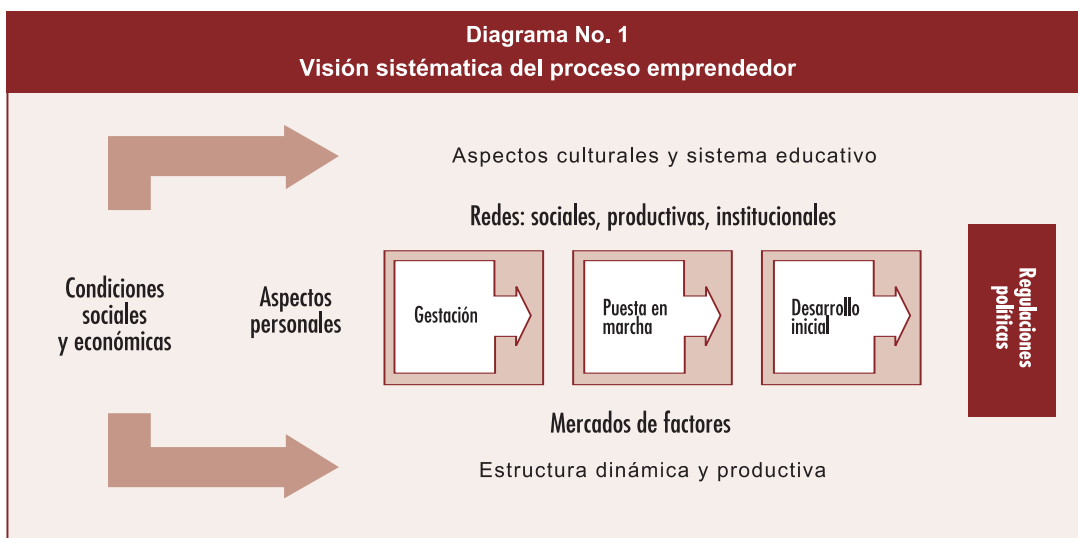 Diagrama No. 1
Visión sistématica del proceso emprendedor
Aspectos culturales y sistema educativo
Redes: sociales, productivas, institucionales
Condiciones
sociales
y económicas
Aspectos
personales
Gestación
Puesta en
marcha
Desarrollo
inicial
Regulaciones
políticas
Mercados de factores
Estructura dinámica y productiva